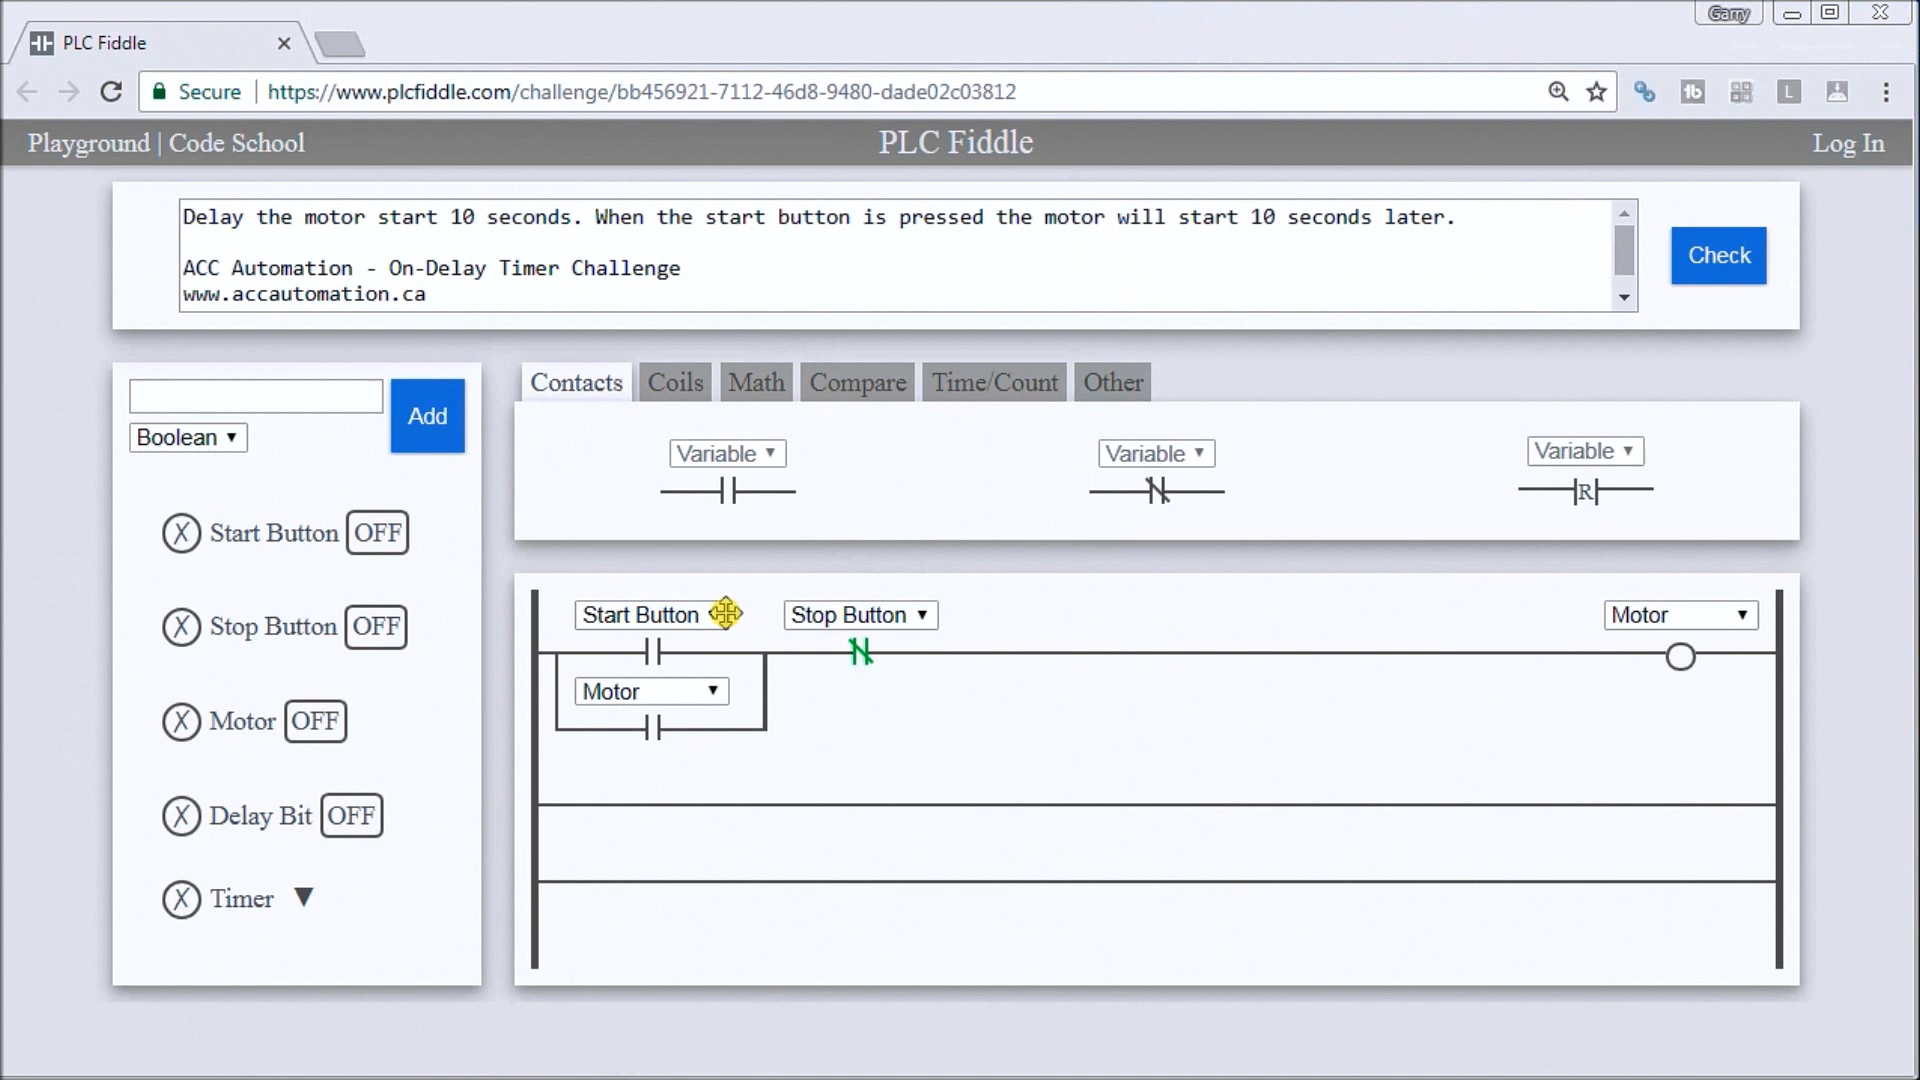 Garry
PLC Fiddle
Secure https://www.plcfiddle.com/challenge/bb456921-7112-46d8-9480-dade02c03812
Playground | Code School PLC Fiddle Log In
Delay the motor start 10 seconds. When the start button is pressed the motor will start 10 seconds later.
ACC Automation - On-Delay Timer Challenge
www.accautomation.ca
Check
Add
Boolean
X Start Button OFF
X Stop Button OFF
X Motor OFF
X Delay Bit OFF
X Timer
Contacts Coils Math Compare Time/Count Other
Variable Variable Variable
R
Start Button Stop Button Motor
Motor